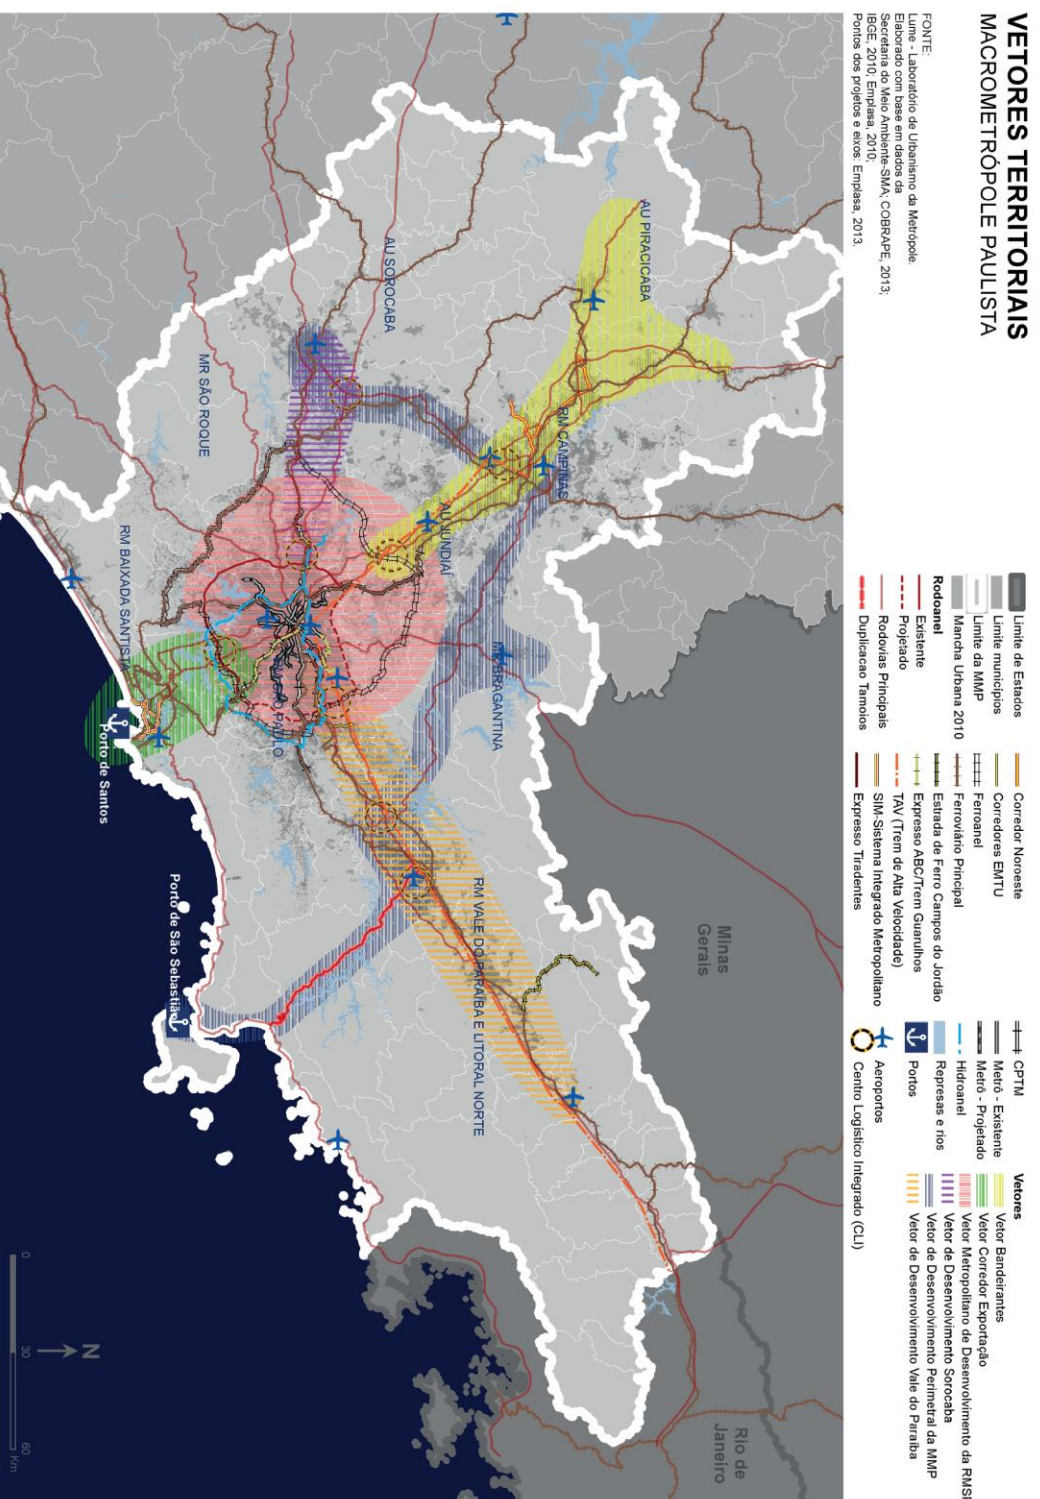 VETORES TERRITORIAIS
MACROMETRÓPOLE PAULISTA
FONTE:
Lume - Laboratório de Urbanismo da Metrópole.
Elaborado com base em dados da
Secretaria do Meio Ambiente-SMA; COBRAPE, 2013;
IBGE, 2010; Emplasa, 2010;
Pontos dos projetos e eixos: Emplasa, 2013.
Limite de Estados
Limite municípios
Limite da MMP
Mancha Urbana 2010
Rodoanel
Existente
Projetado
Rodovias Principais
Duplicacao Tamoios
Corredor Noroeste
Corredores EMTU
Ferroanel
Ferroviário Principal
Estrada de Ferro Campos do Jordão
Expresso ABC/Trem Guarulhos
TAV (Trem de Alta Velocidade)
SIM-Sistema Integrado Metropolitano
Expresso Tiradentes
CPTM
Metrô - Existente
Metrô - Projetado
Hidroanel
Represas e rios
Portos
Aeroportos
Centro Logístico Integrado (CLI)
Vetores
Vetor Bandeirantes
Vetor Corredor Exportação
Vetor Metropolitano de Desenvolvimento da RMSP
Vetor de Desenvolvimento Sorocaba
Vetor de Desenvolvimento Perimetral da MMP
Vetor de Desenvolvimento Vale do Paraíba
AU PIRACICABA
RM CAMPINAS
AU SOROCABA
AU JUNDIAÍ
BRAGANTINA
MR SÃO ROQUE
SÃO PAULO
RM BAIXADA SANTISTA
RM VALE DO PARAÍBA E LITORAL NORTE
Minas
Gerais
Rio de
Janeiro
Porto de Santos
Porto de São Sebastião
N
0 30 60
Km